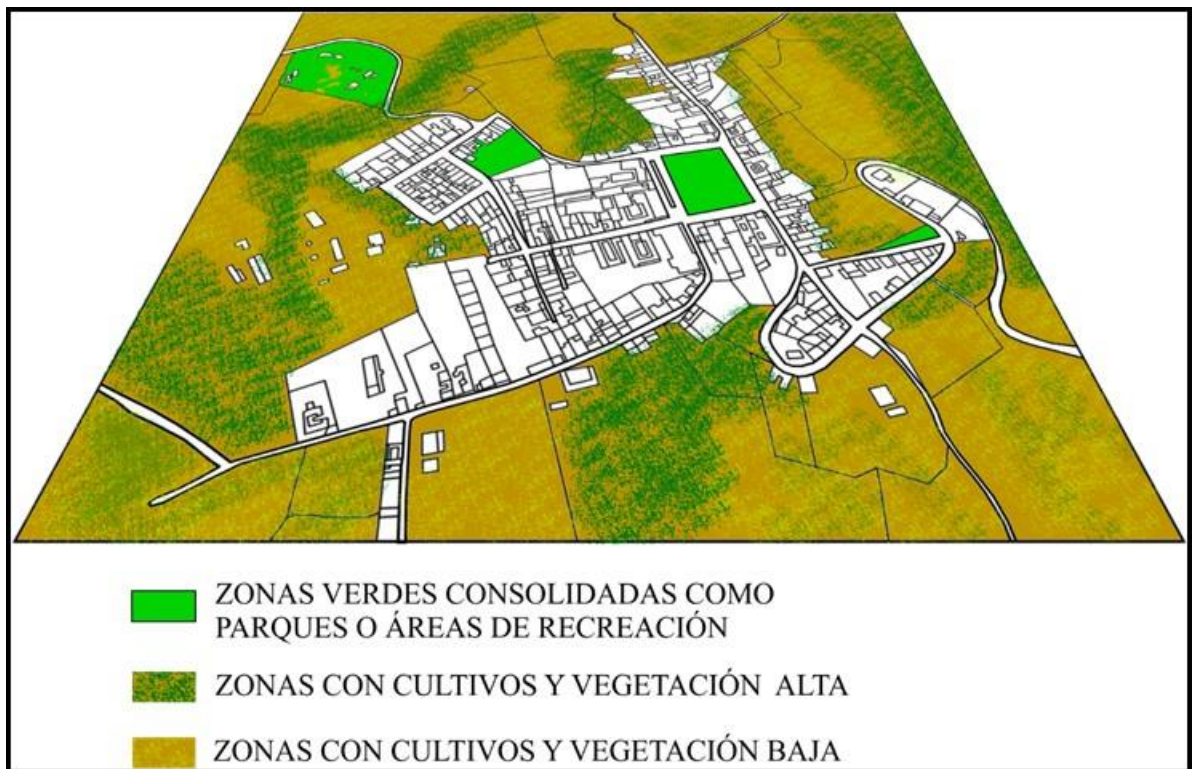 ZONAS VERDES CONSOLIDADAS COMO
PARQUES O ÁREAS DE RECREACIÓN
ZONAS CON CULTIVOS Y VEGETACIÓN ALTA
ZONAS CON CULTIVOS Y VEGETACIÓN BAJA